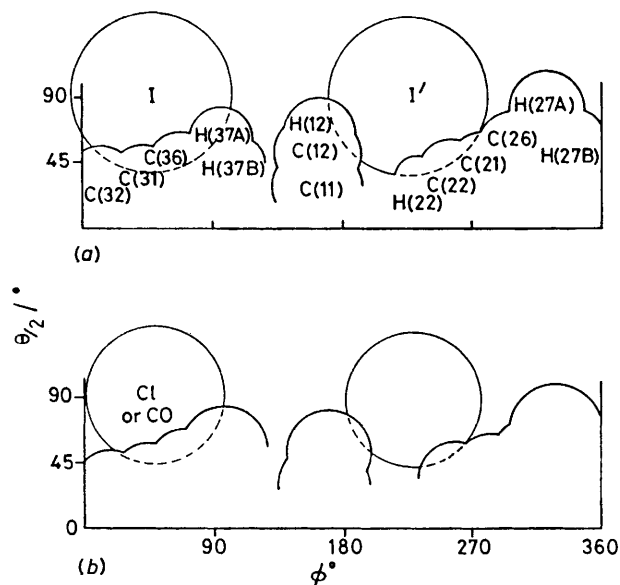 (a)
90
45
I
H(37A)
C(36)
C(31)
H(37B)
C(32)
H(12)
C(12)
C(11)
I'
H(27A)
C(26)
C(21)
H(27B)
C(22)
H(22)
(a)
θ/2/°
Cl
or CO
90
45
0
90
180
270
360
(b)
ϕ°